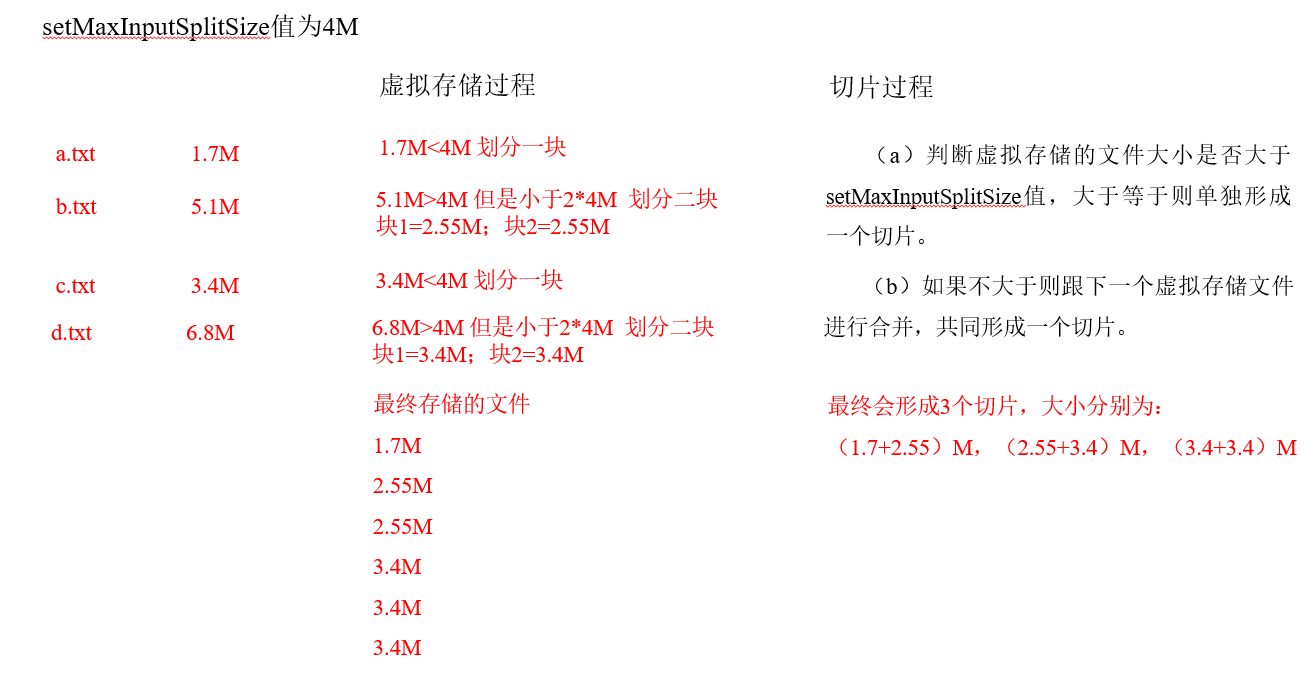 setMaxInputSplitSize值为4M
虚拟存储过程
切片过程
a.txt 1.7M
1.7M<4M 划分一块
b.txt 5.1M
5.1M>4M 但是小于2*4M 划分二块
块1=2.55M；块2=2.55M
c.txt 3.4M
3.4M<4M 划分一块
d.txt 6.8M
6.8M>4M 但是小于2*4M 划分二块
块1=3.4M；块2=3.4M
最终存储的文件
1.7M
2.55M
2.55M
3.4M
3.4M
3.4M
（a）判断虚拟存储的文件大小是否大于
setMaxInputSplitSize值，大于等于则单独形成
一个切片。
（b）如果不大于则跟下一个虚拟存储文件
进行合并，共同形成一个切片。
最终会形成3个切片，大小分别为：
（1.7+2.55）M，（2.55+3.4）M，（3.4+3.4）M